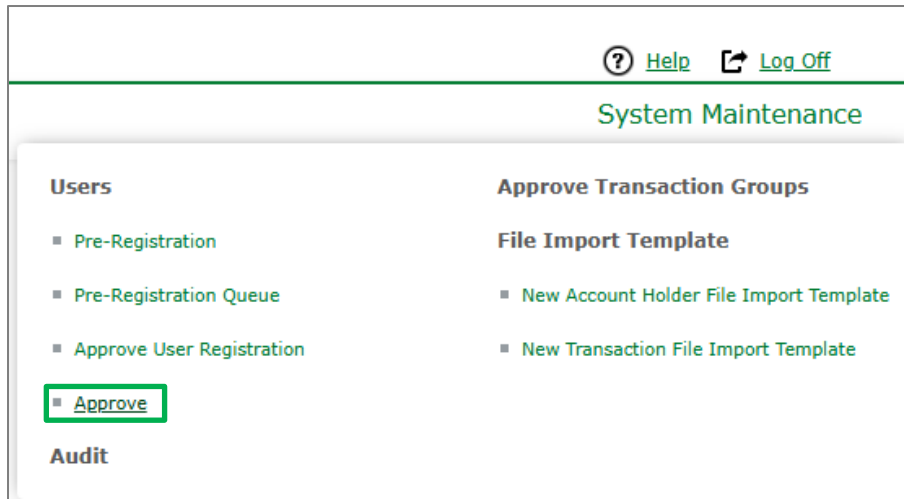 Help Log Off
System Maintenance
Users
Pre-Registration
Pre-Registration Queue
Approve User Registration
Approve
Audit
Approve Transaction Groups
File Import Template
New Account Holder File Import Template
New Transaction File Import Template